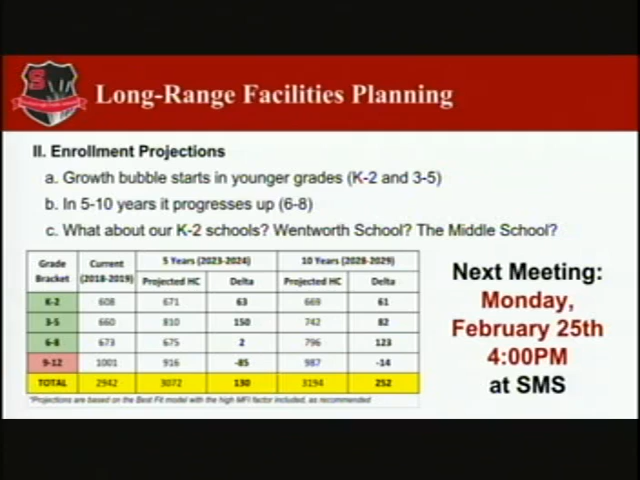 S
Long-Range Facilities Planning
II. Enrollment Projections
a. Growth bubble starts in younger grades (K-2 and 3-5)
b. In 5-10 years it progresses up (6-8)
c. What about our K-2 schools? Wentworth School? The Middle School?
Grade Bracket Current (2018-2019) 5 Years (2023-2024) 10 Years (2028-2029)
Projected HC Delta Projected HC Delta
K-2 608 671 63 669 61
3-5 660 810 150 742 82
6-8 673 675 2 796 123
9-12 1001 916 -85 987 -14
TOTAL 2942 3072 130 3194 252
*Projections are based on the Best Fit model with the high MFI factor included, as recommended
Next Meeting:
Monday,
February 25th
4:00PM
at SMS